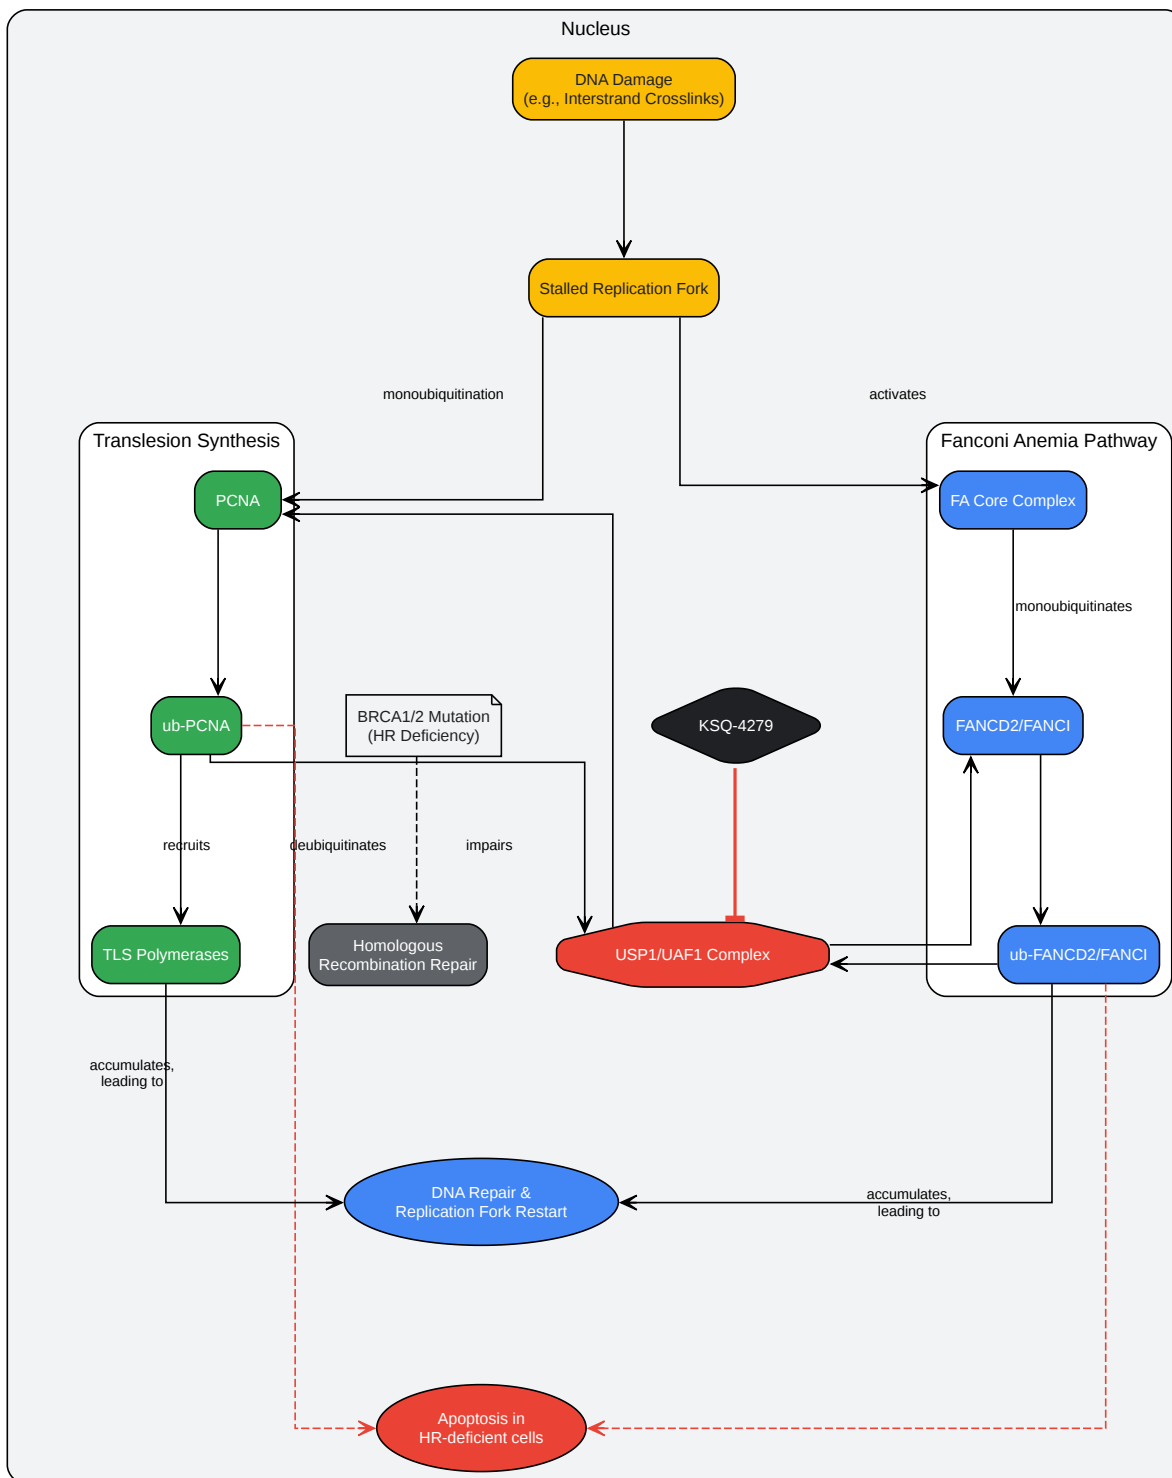 Nucleus
DNA Damage
(e.g., Interstrand Crosslinks)
Stalled Replication Fork
monoubiquitination
activates
Translesion Synthesis
Fanconi Anemia Pathway
PCNA
FA Core Complex
monoubiquitinates
ub-PCNA
BRCA1/2 Mutation
(HR Deficiency)
KSQ-4279
FANCD2/FANCI
recruits
deubiquitinates
impairs
TLS Polymerases
Homologous
Recombination Repair
USP1/UAF1 Complex
ub-FANCD2/FANCI
accumulates,
leading to
DNA Repair &
Replication Fork Restart
accumulates,
leading to
Apoptosis in
HR-deficient cells